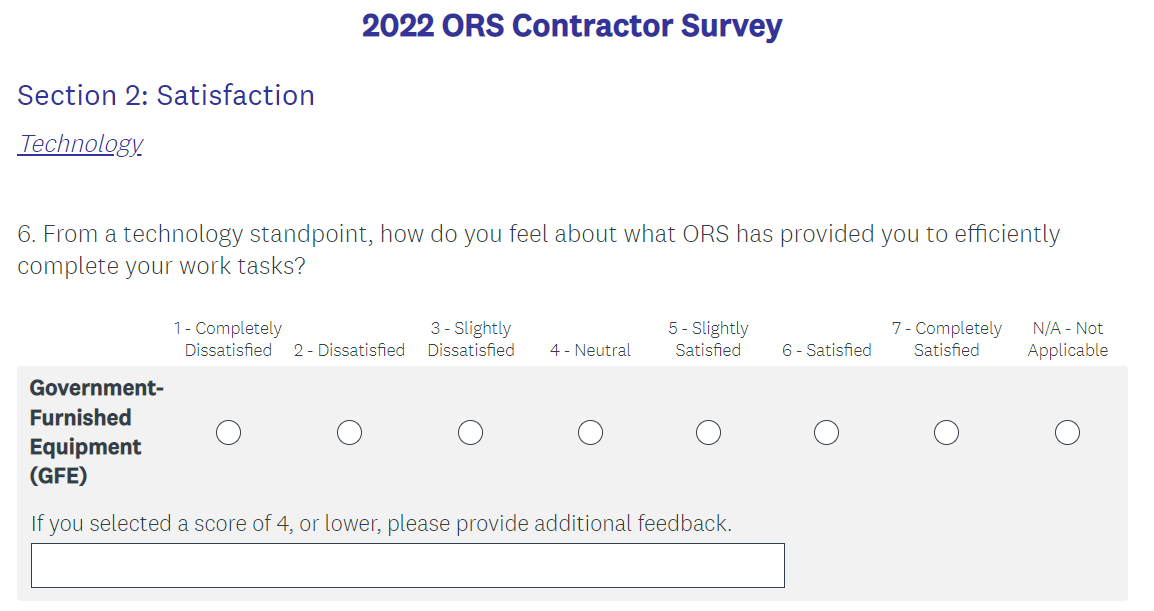 2022 ORS Contractor Survey
Section 2: Satisfaction
Technology
6. From a technology standpoint, how do you feel about what ORS has provided you to efficiently
complete your work tasks?
1 - Completely Dissatisfied
2 - Dissatisfied
3 - Slightly Dissatisfied
4 - Neutral
5 - Slightly Satisfied
6 - Satisfied
7 - Completely Satisfied
N/A - Not Applicable
Government-
Furnished
Equipment
(GFE)
If you selected a score of 4, or lower, please provide additional feedback.